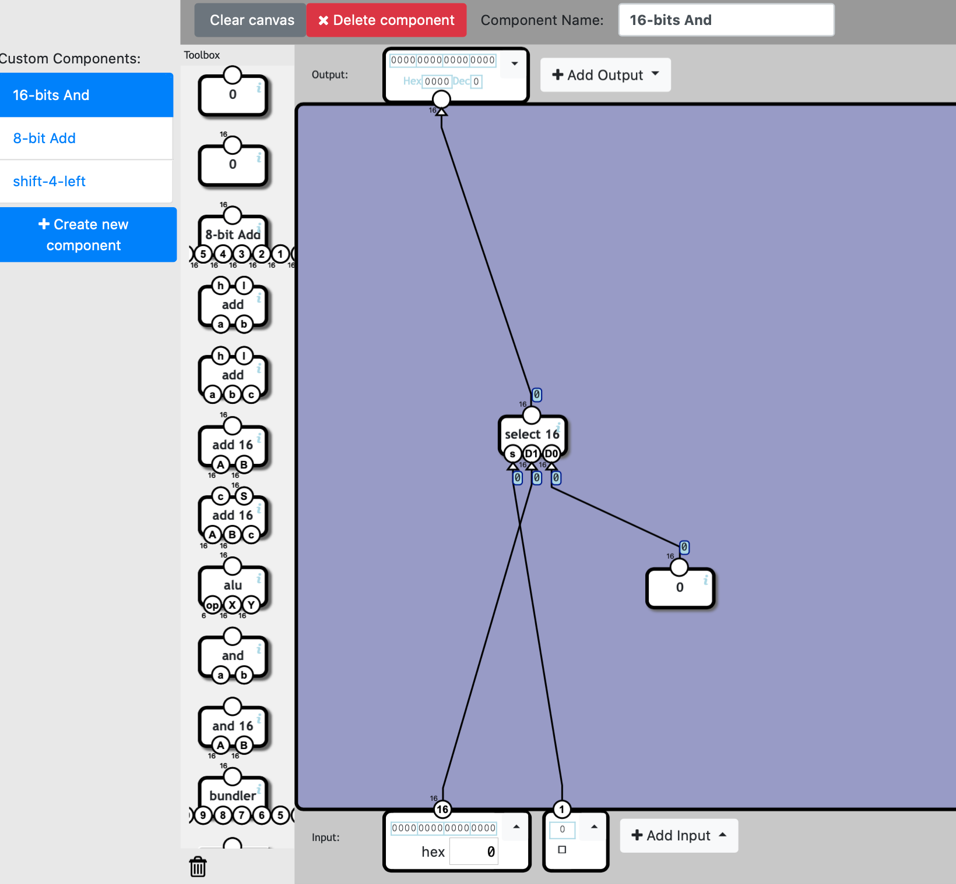 Clear canvas
✖ Delete component
Component Name:
16-bits And
Custom Components:
16-bits And
8-bit Add
shift-4-left
+ Create new
component
Toolbox
0
16
0
16
8-bit Add
5 4 3 2 1
16 16 16 16 16 16
h l
add
a b
h l
add
a b c
16
add 16
A B
16 16
16
c S
add 16
A B c
16 16
16
alu
op X Y
6 16 16
and
a b
and 16
A B
16 16
16
bundler
9 8 7 6 5
Output:
0000 0000 0000 0000
Hex 0000 Dec 0
+ Add Output
16
0
16
select 16
s D1 D0
16 16
0 0 0
0
16
0
16
16
1
Input:
0000 0000 0000 0000
hex 0
0
+ Add Input